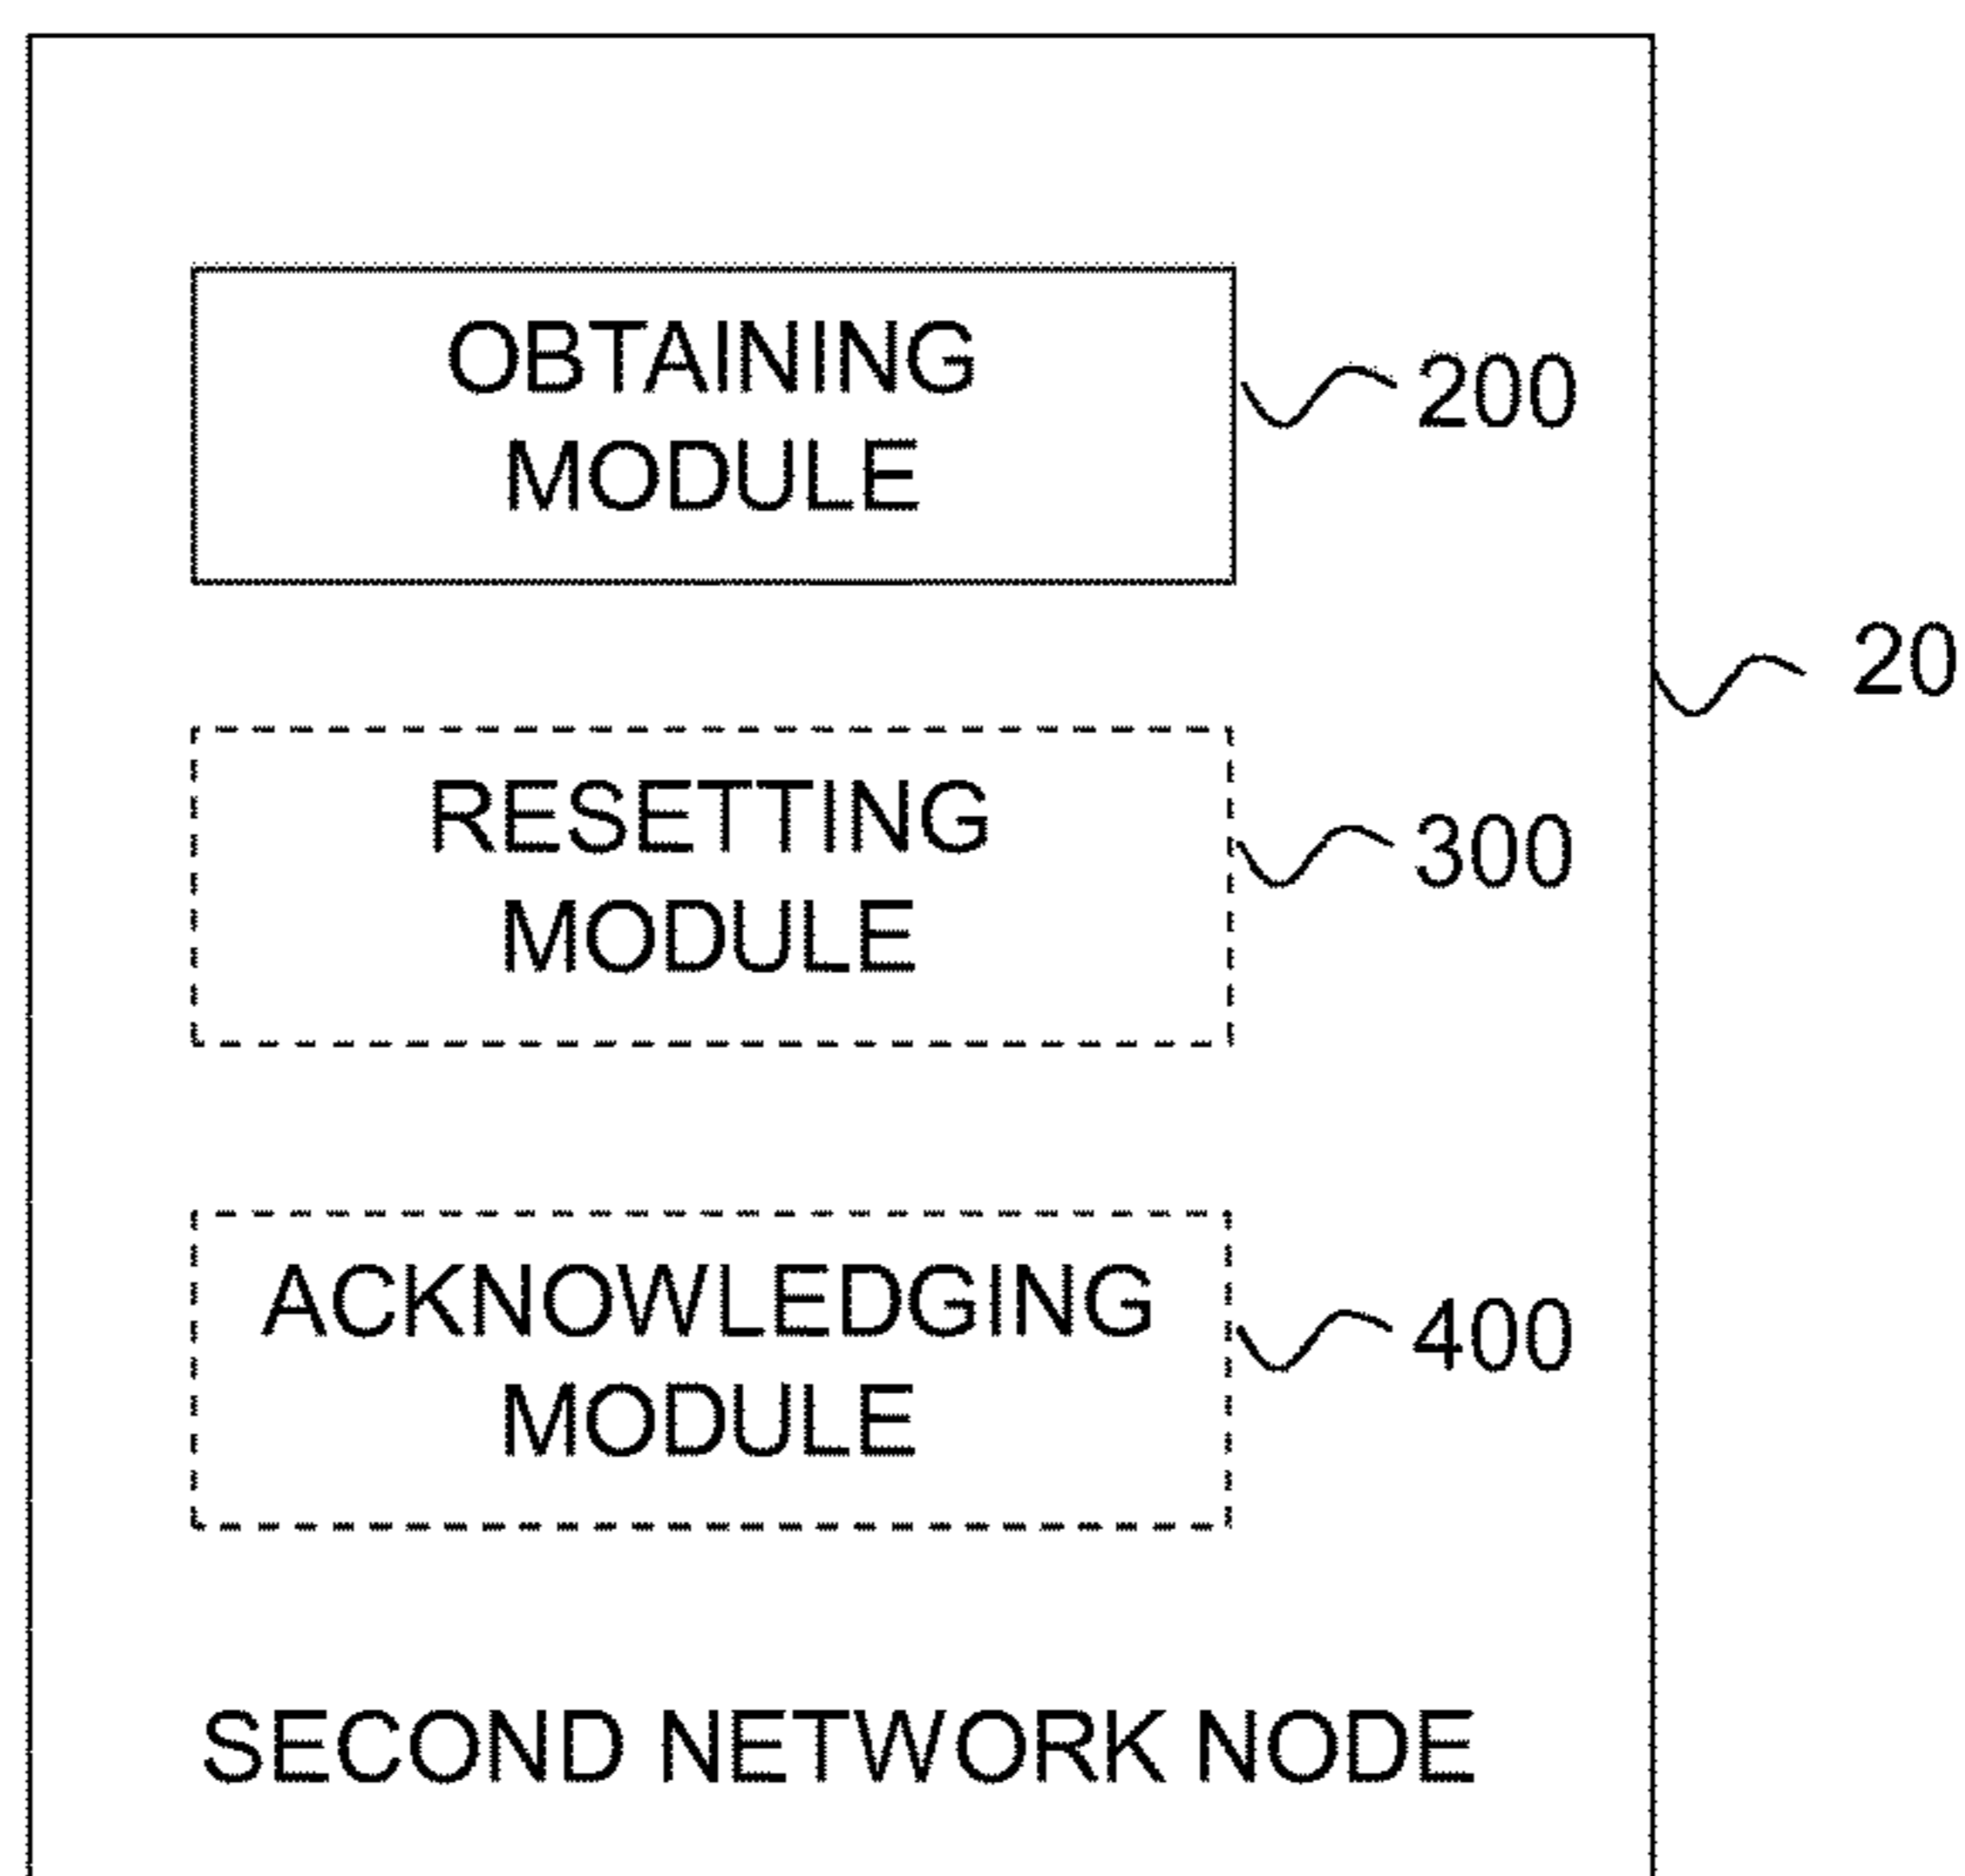 OBTAINING
MODULE
200
20
RESETTING
MODULE
300
ACKNOWLEDGING
MODULE
400
SECOND NETWORK NODE